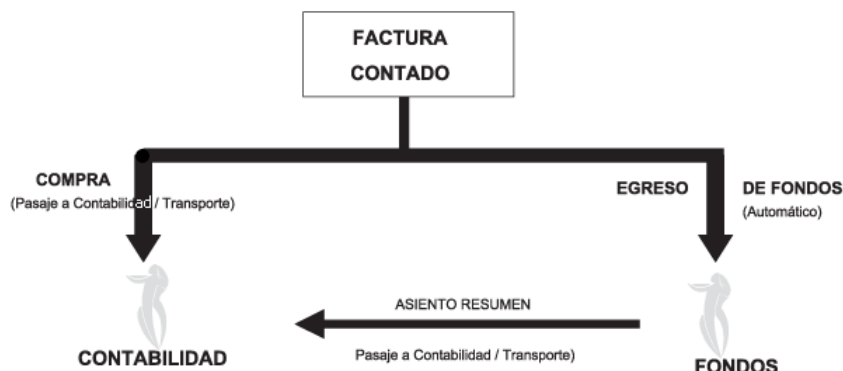 FACTURA
CONTADO
COMPRA
(Pasaje a Contabilidad / Transporte)
EGRESO DE FONDOS
(Automático)
ASIENTO RESUMEN
Pasaje a Contabilidad / Transporte)
CONTABILIDAD
FONDOS